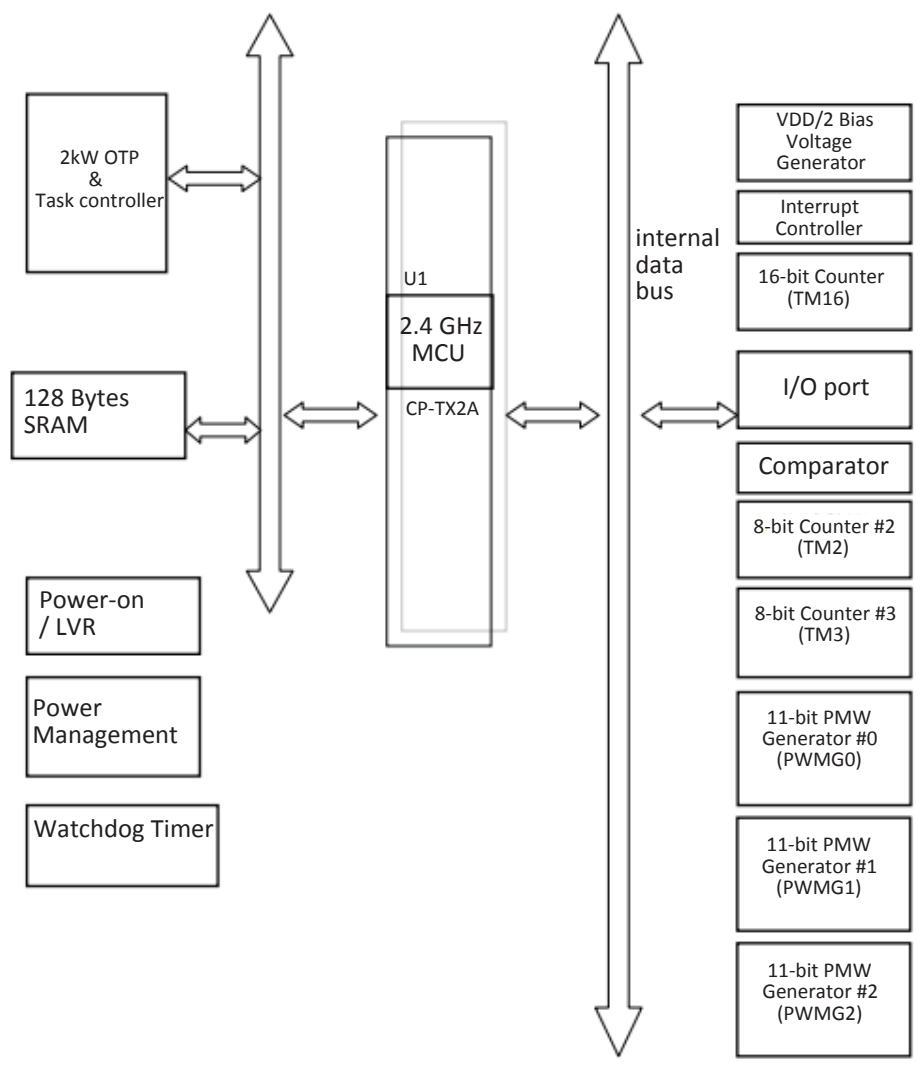 2kW OTP
&
Task controller
128 Bytes
SRAM
Power-on
/ LVR
Power
Management
Watchdog Timer
U1
2.4 GHz
MCU
CP-TX2A
internal
data
bus
VDD/2 Bias
Voltage
Generator
Interrupt
Controller
16-bit Counter
(TM16)
I/O port
Comparator
8-bit Counter #2
(TM2)
8-bit Counter #3
(TM3)
11-bit PMW
Generator #0
(PWMG0)
11-bit PMW
Generator #1
(PWMG1)
11-bit PMW
Generator #2
(PWMG2)